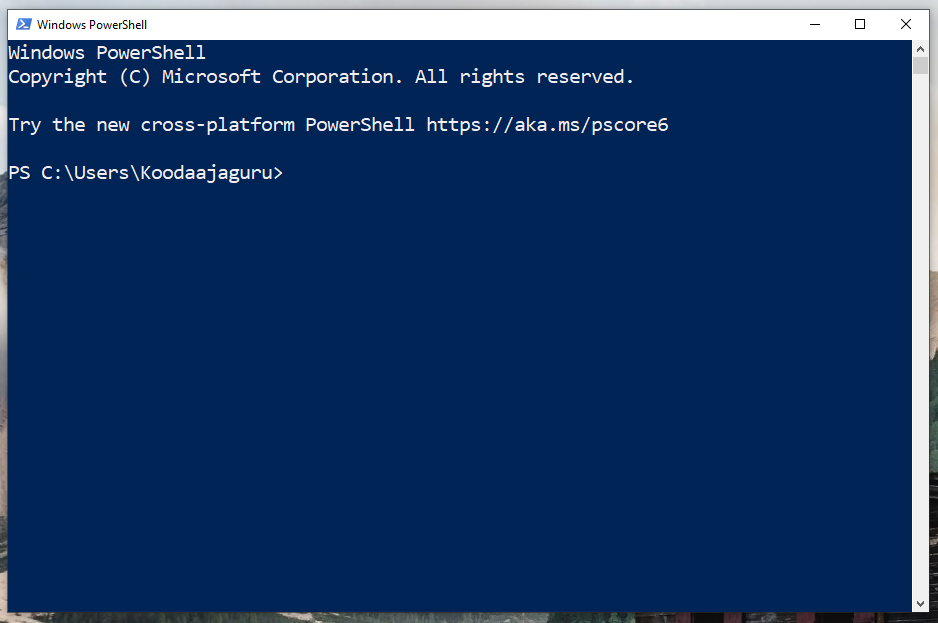 Windows PowerShell
Windows PowerShell
Copyright (C) Microsoft Corporation. All rights reserved.
Try the new cross-platform PowerShell https://aka.ms/pscore6
PS C:\Users\Koodaajaguru>